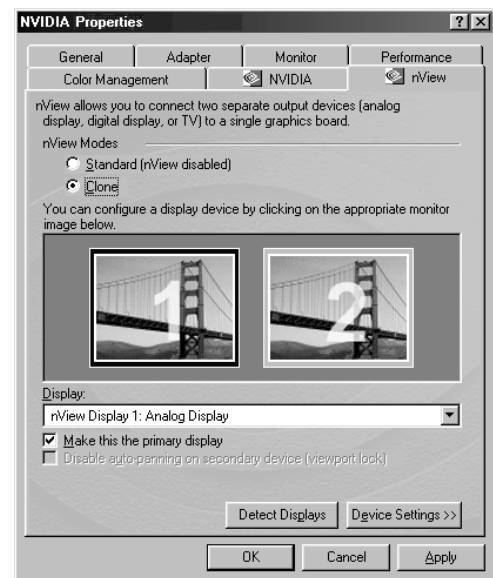 NVIDIA Properties
General Adapter Monitor Performance
Color Management NVIDIA nView
nView allows you to connect two separate output devices (analog
display, digital display, or TV) to a single graphics board.
nView Modes
Standard (nView disabled)
Clone
You can configure a display device by clicking on the appropriate monitor
image below.
1 2
Display:
nView Display 1: Analog Display
Make this the primary display
Disable auto-panning on secondary device (viewport lock)
Detect Displays Device Settings >>
OK Cancel Apply